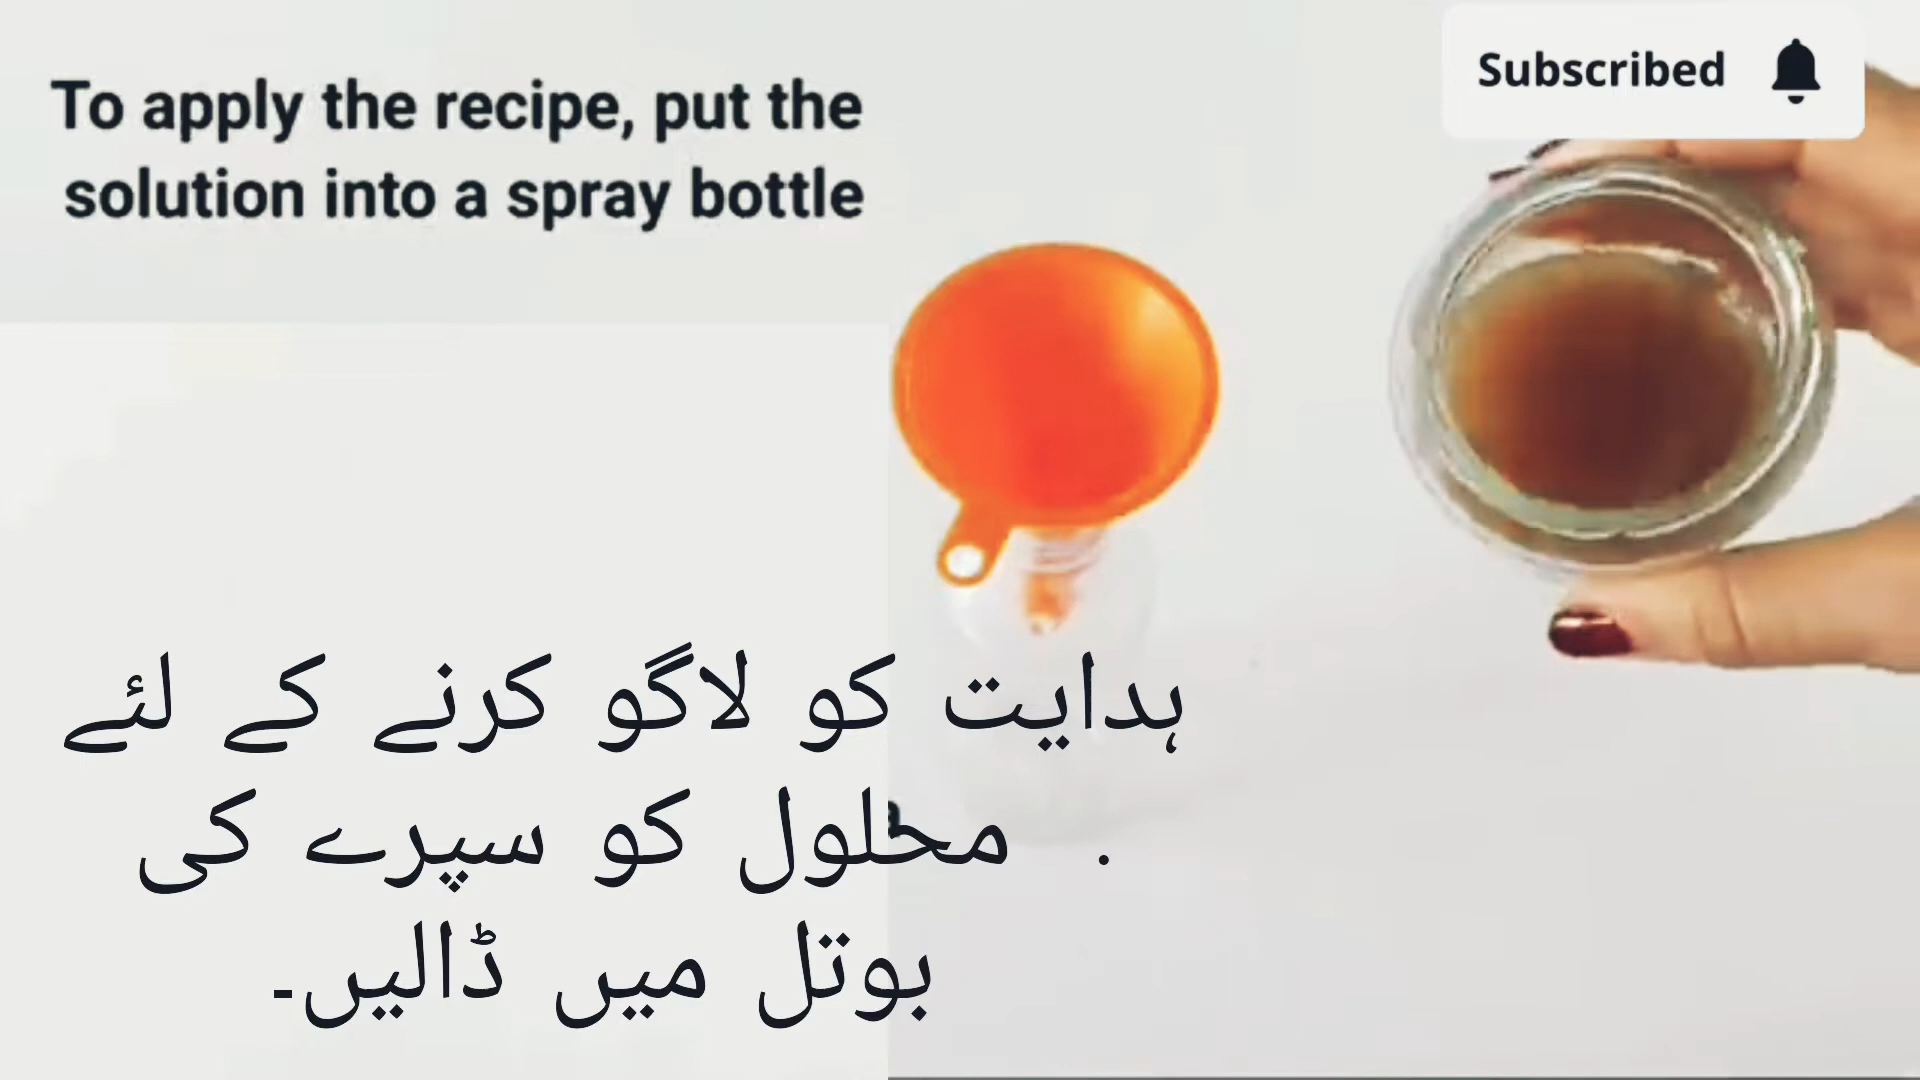 To apply the recipe, put the
solution into a spray bottle
Subscribed
ہدایت کو لاگو کرنے کے لئے
. محلول کو سپرے کی
بوتل میں ڈالیں۔